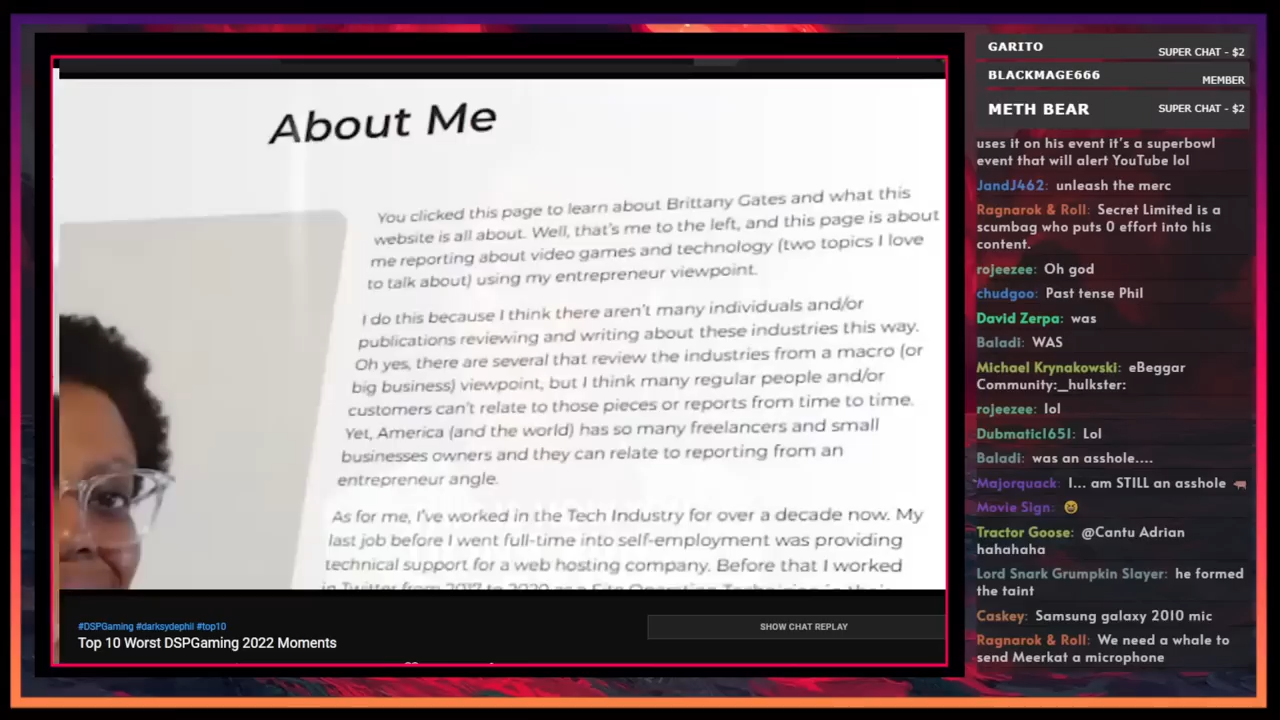 About Me
You clicked this page to learn about Brittany Gates and what this
website is all about. Well, that's me to the left, and this page is about
me reporting about video games and technology (two topics I love
to talk about) using my entrepreneur viewpoint.
I do this because I think there aren't many individuals and/or
publications reviewing and writing about these industries this way.
Oh yes, there are several that review the industries from a macro (or
big business) viewpoint, but I think many regular people and/or
customers can't relate to those pieces or reports from time to time.
Yet, America (and the world) has so many freelancers and small
businesses owners and they can relate to reporting from an
entrepreneur angle.
As for me, I've worked in the Tech Industry for over a decade now. My
last job before I went full-time into self-employment was providing
technical support for a web hosting company. Before that I worked
in Twitter from 2017 to 2020 as a Site
#DSPGaming #darksydephil #top10
Top 10 Worst DSPGaming 2022 Moments
SHOW CHAT REPLAY
GARITO SUPER CHAT - $2
BLACKMAGE666 MEMBER
METH BEAR SUPER CHAT - $2
uses it on his event it's a superbowl
event that will alert YouTube lol
JandJ462: unleash the merc
Ragnarok & Roll: Secret Limited is a
scumbag who puts 0 effort into his
content.
rojeezee: Oh god
chudgoo: Past tense Phil
David Zerpa: was
Baladi: WAS
Michael Krynakowski: eBeggar
Community:_hulkster:
rojeezee: lol
Dubmatic1651: Lol
Baladi: was an asshole....
Majorquack: I... am STILL an asshole
Movie Sign:
Tractor Goose: @Cantu Adrian
hahahaha
Lord Snark Grumpkin Slayer: he formed
the taint
Caskey: Samsung galaxy 2010 mic
Ragnarok & Roll: We need a whale to
send Meerkat a microphone